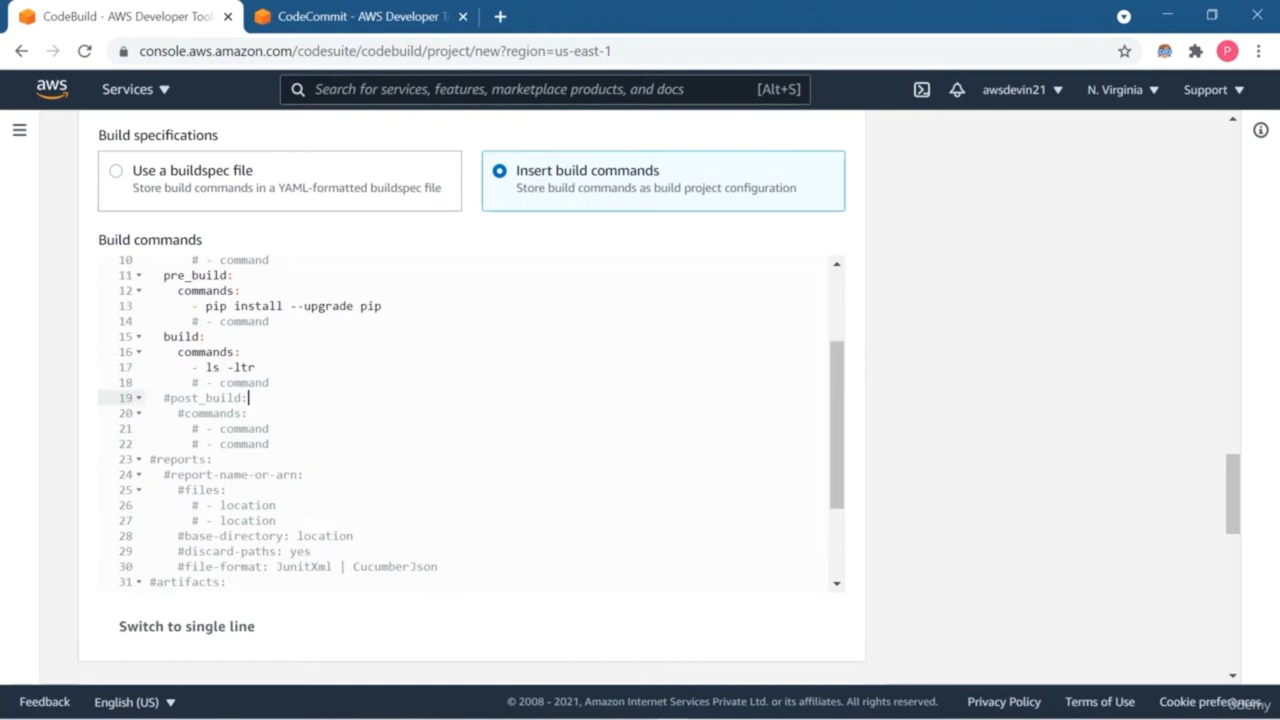 CodeBuild - AWS Developer Tool
CodeCommit - AWS Developer T
console.aws.amazon.com/codesuite/codebuild/project/new?region=us-east-1
P
aws
Services
Search for services, features, marketplace products, and docs
[Alt+S]
awsdevin21
N. Virginia
Support
Build specifications
Use a buildspec file
Store build commands in a YAML-formatted buildspec file
Insert build commands
Store build commands as build project configuration
Build commands
10 # - command
11 pre_build:
12 commands:
13 - pip install --upgrade pip
14 # - command
15 build:
16 commands:
17 - ls -ltr
18 # - command
19 #post_build:
20 #commands:
21 # - command
22 # - command
23 #reports:
24 #report-name-or-arn:
25 #files:
26 # - location
27 # - location
28 #base-directory: location
29 #discard-paths: yes
30 #file-format: JunitXml | CucumberJson
31 #artifacts:
Switch to single line
Feedback
English (US)
© 2008 - 2021, Amazon Internet Services Private Ltd. or its affiliates. All rights reserved.
Privacy Policy
Terms of Use
Cookie preferences
udemy